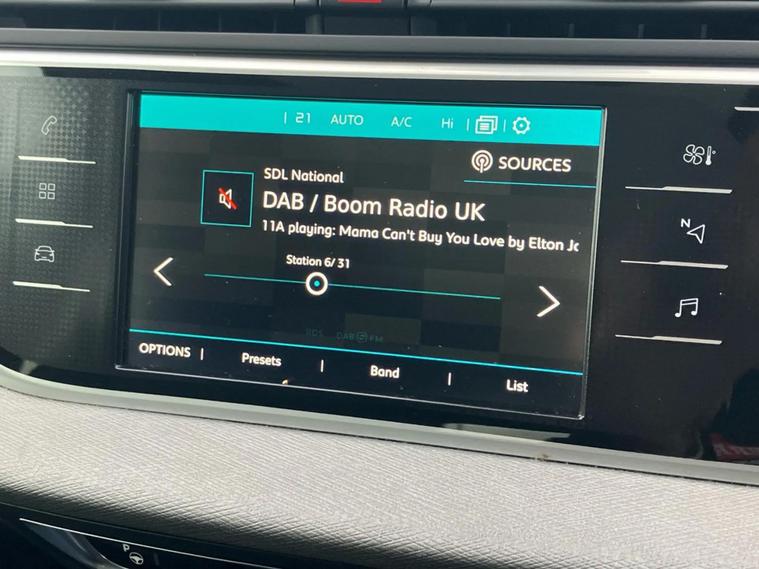 21 AUTO A/C Hi
SOURCES
SDL National
DAB / Boom Radio UK
11A playing: Mama Can't Buy You Love by Elton Jo
Station 6/ 31
RDS DAB FM
OPTIONS | Presets | Band | List
N
P